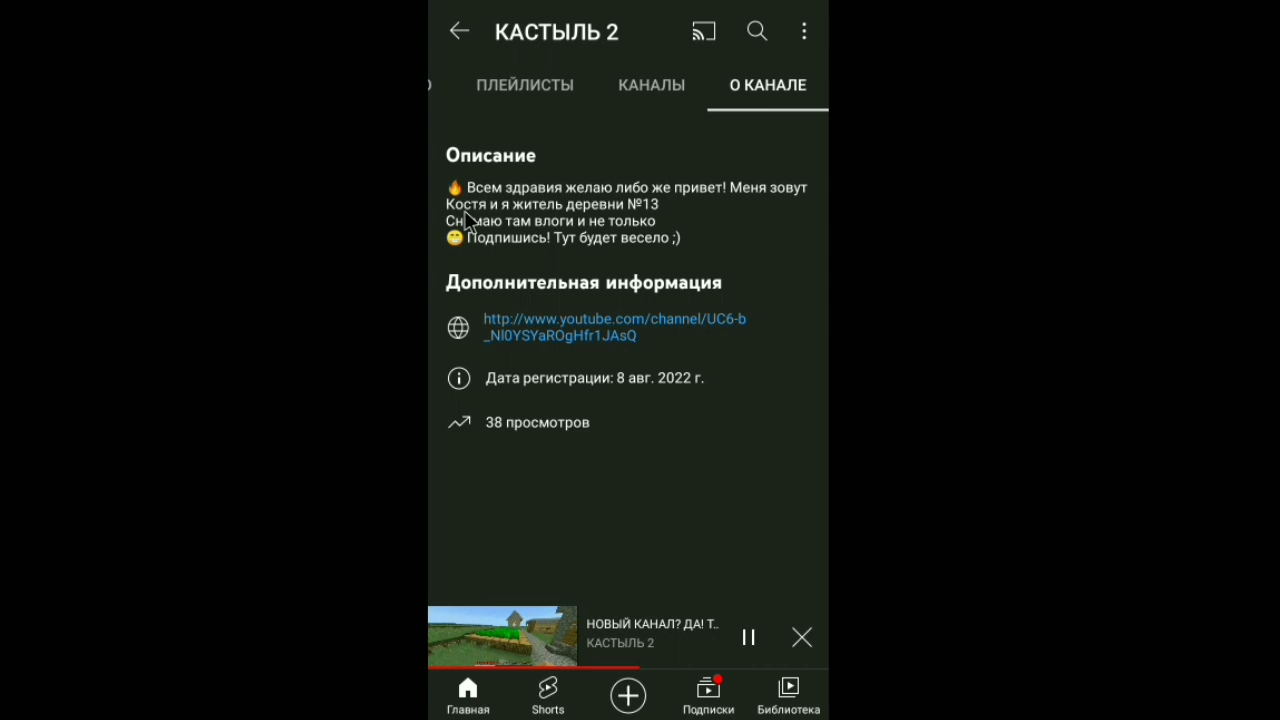 КАСТЫЛЬ 2
ПЛЕЙЛИСТЫ КАНАЛЫ О КАНАЛЕ
Описание
🔥 Всем здравия желаю либо же привет! Меня зовут
Костя и я житель деревни №13
Снимаю там влоги и не только
😁 Подпишись! Тут будет весело ;)
Дополнительная информация
http://www.youtube.com/channel/UC6-b
_Nl0YSYaROgHfr1JAsQ
Дата регистрации: 8 авг. 2022 г.
38 просмотров
НОВЫЙ КАНАЛ? ДА! Т..
КАСТЫЛЬ 2
Главная Shorts Подписки Библиотека